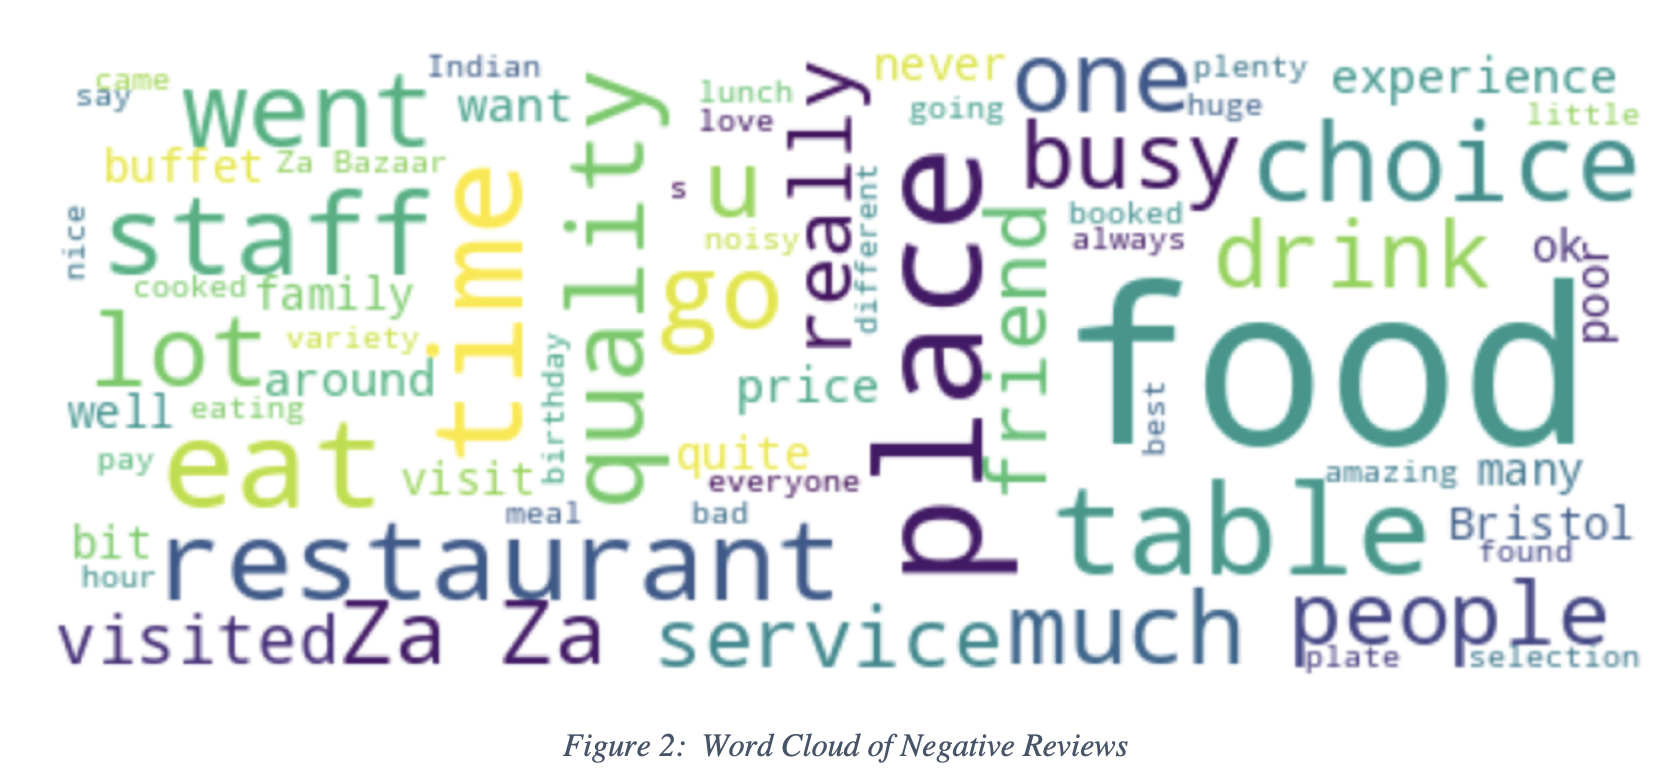 came
say
went
Indian
want
quality
lunch
love
really
never
going
one
plenty
huge
experience
little
buffet
Za Bazaar
time
s
u
noisy
different
place
busy
choice
booked
always
drink
ok
poor
nice
staff
cooked
family
go
friend
food
lot
variety
around
birthday
price
best
well
eating
eat
pay
visit
quite
everyone
amazing
many
meal
bad
table
Bristol
found
bit
hour
restaurant
visited
Za Za
service
much
people
plate
selection
Figure 2: Word Cloud of Negative Reviews